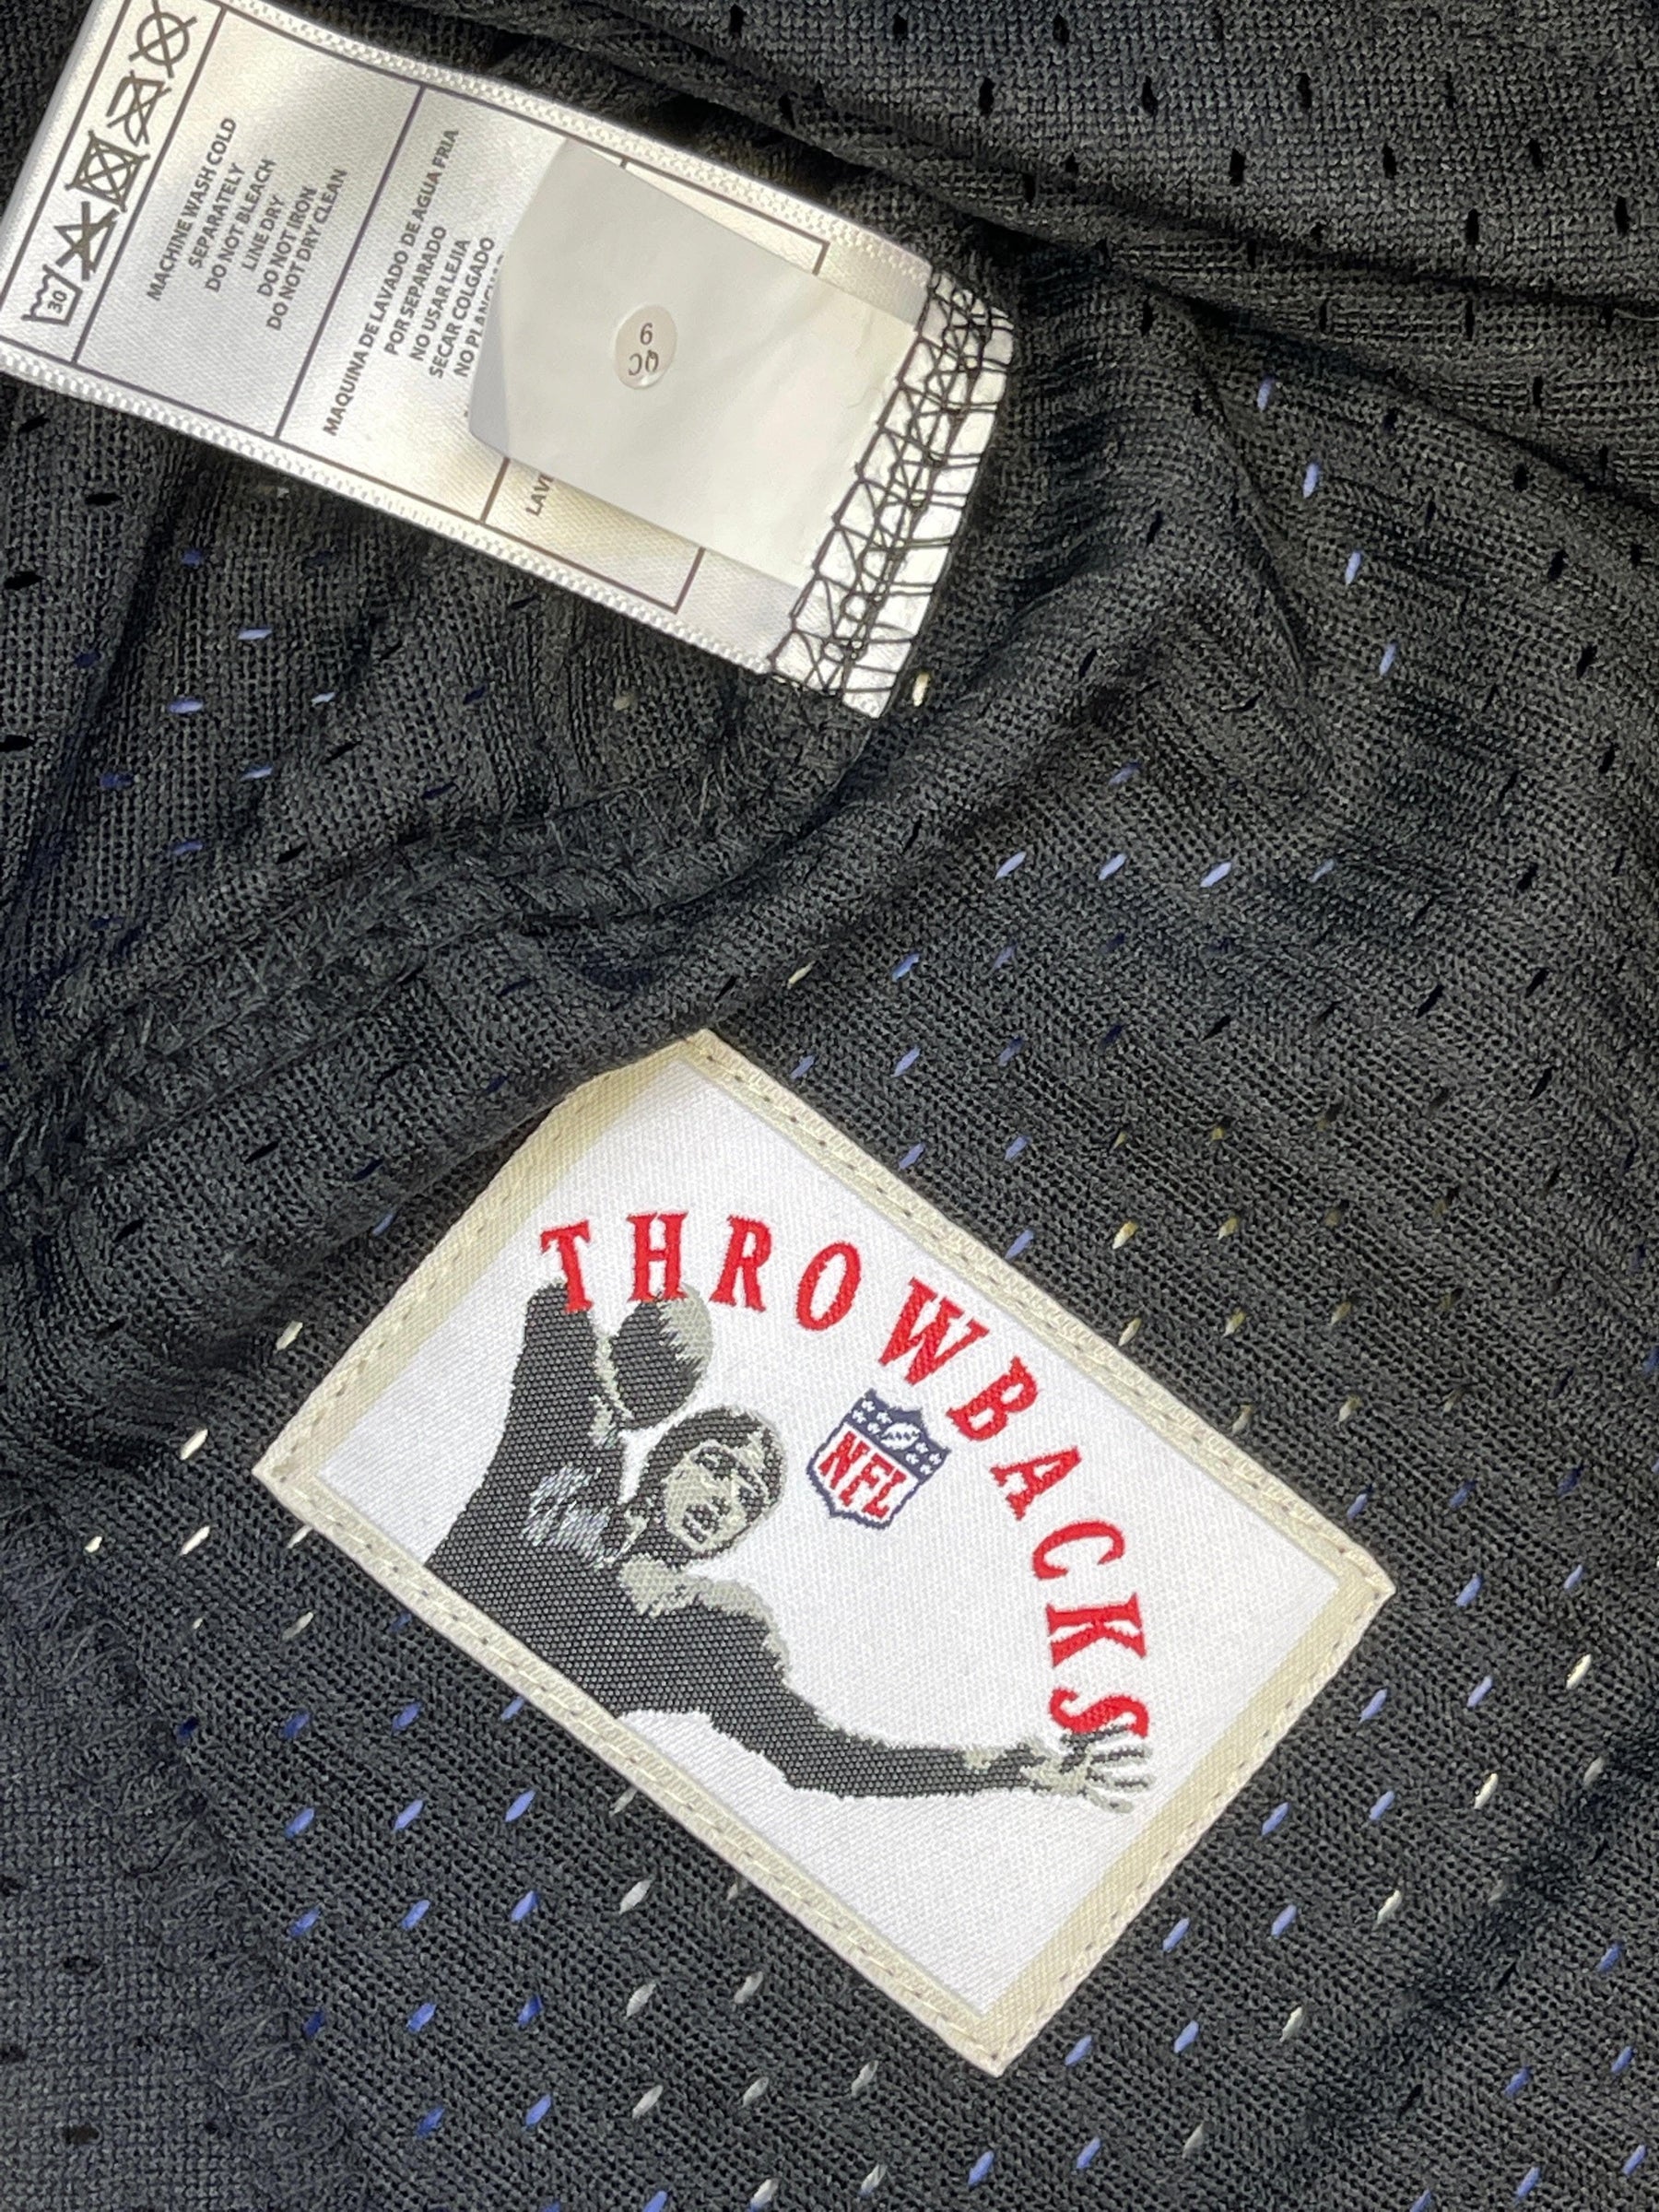 30
MACHINE WASH COLD
SEPARATELY
DO NOT BLEACH
LINE DRY
DO NOT IRON
DO NOT DRY CLEAN
MAQUINA DE LAVADO DE AGUA FRIA
POR SEPARADO
NO USAR LEJIA
SECAR COLGADO
NO
QC
9
THROWBACKS
NFL